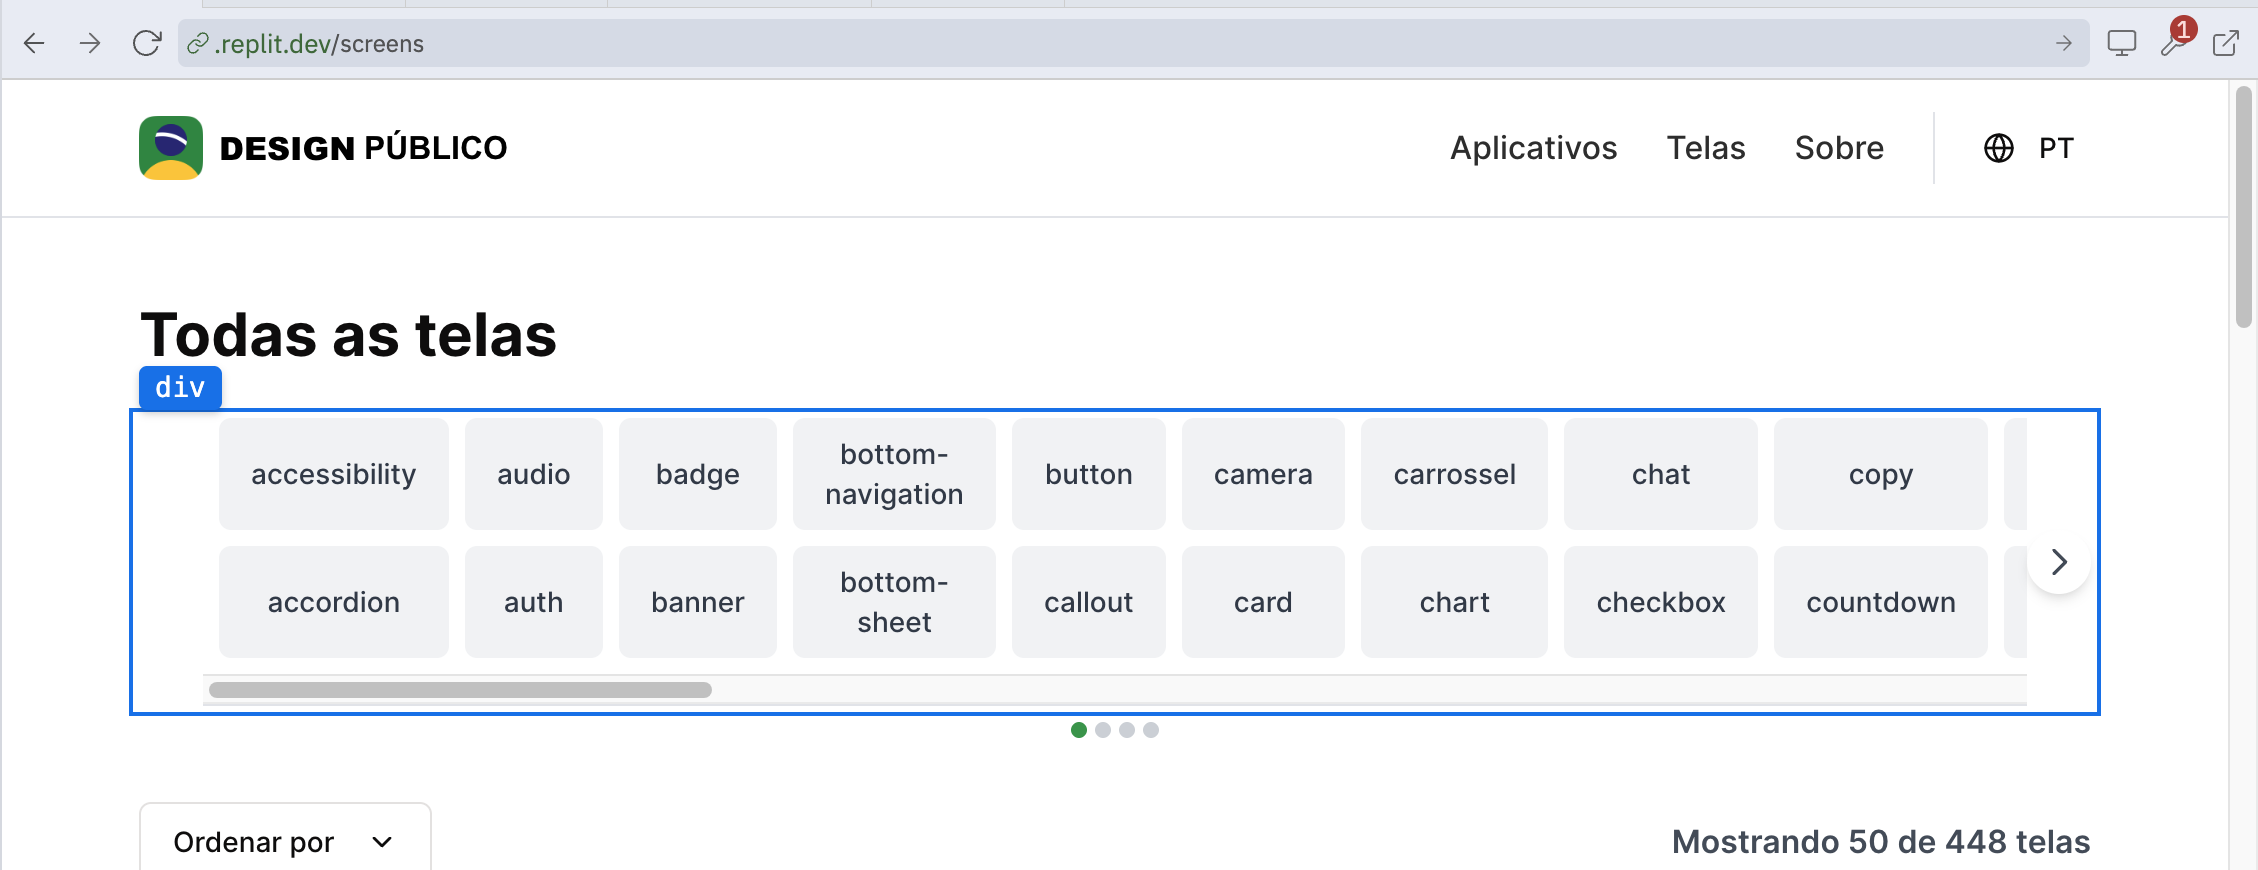 .replit.dev/screens
1
DESIGN PÚBLICO
Aplicativos
Telas
Sobre
PT
Todas as telas
div
accessibility
audio
badge
bottom-
navigation
button
camera
carrossel
chat
copy
accordion
auth
banner
bottom-
sheet
callout
card
chart
checkbox
countdown
Ordenar por
Mostrando 50 de 448 telas